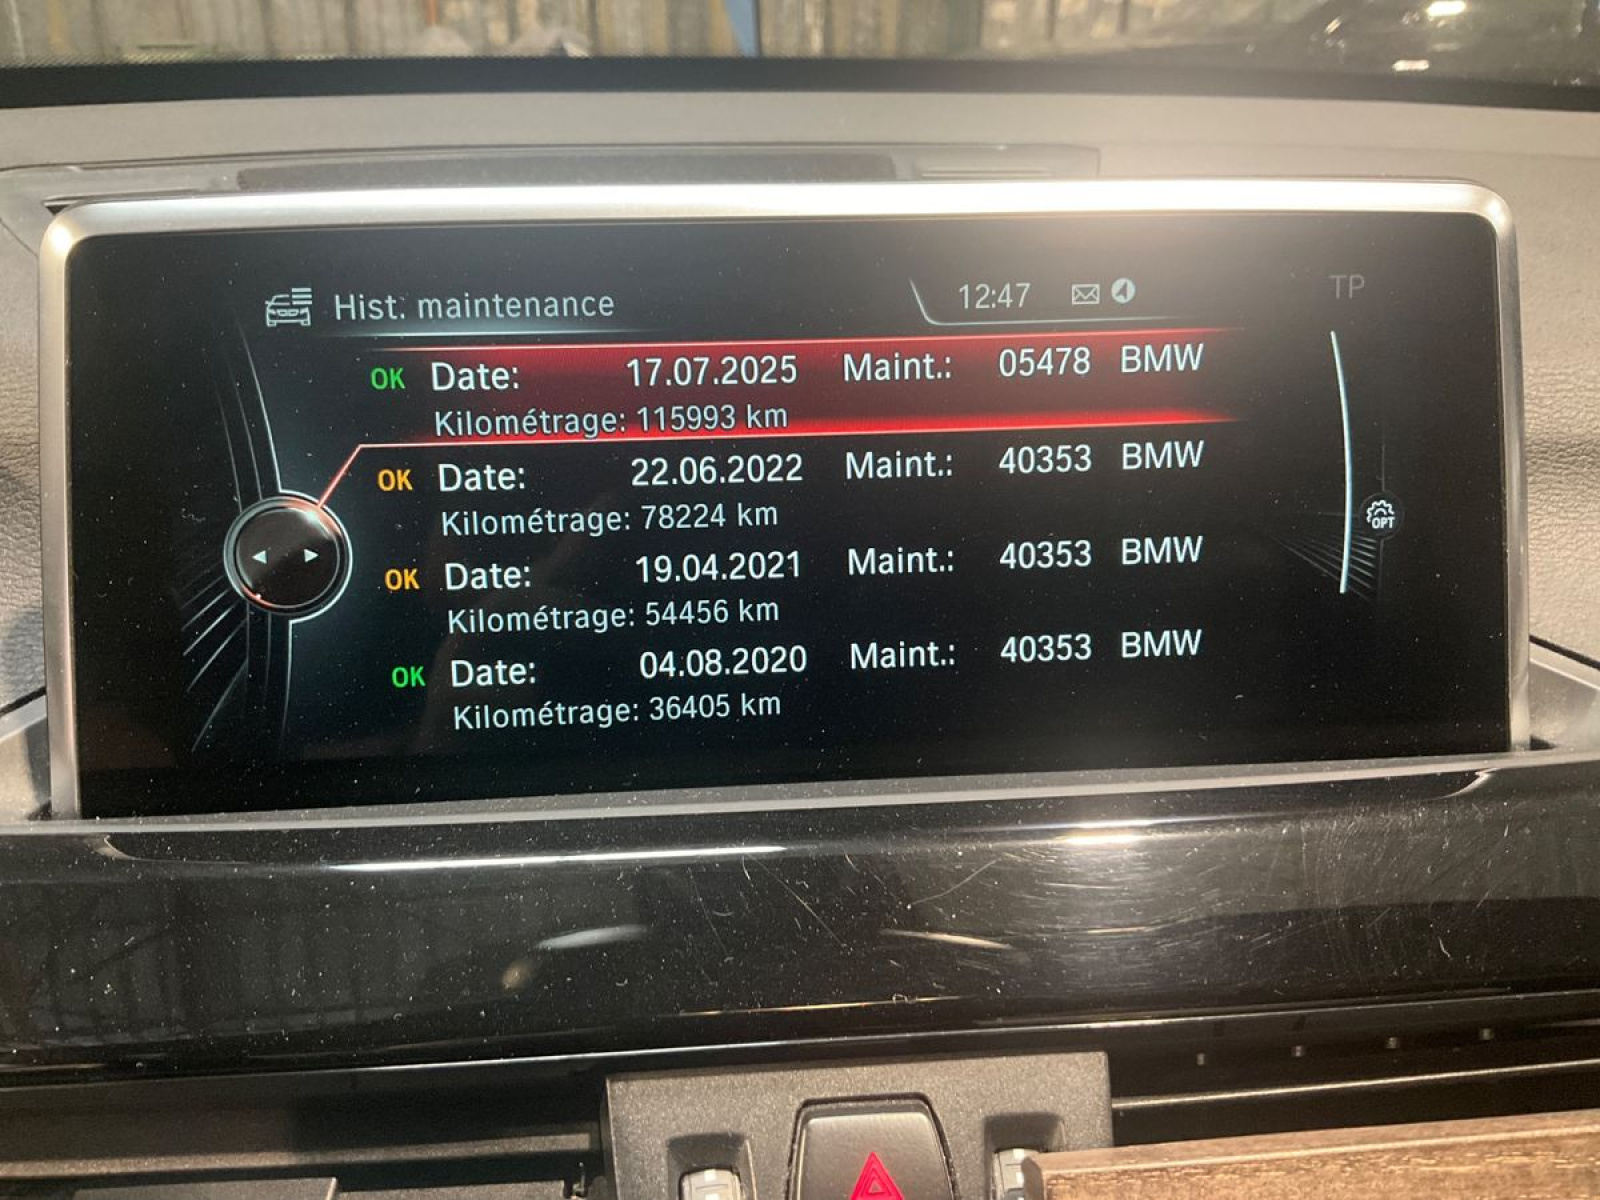 Hist. maintenance 12:47 TP
OK Date: 17.07.2025 Maint.: 05478 BMW
Kilométrage: 115993 km
OK Date: 22.06.2022 Maint.: 40353 BMW
Kilométrage: 78224 km
OPT
OK Date: 19.04.2021 Maint.: 40353 BMW
Kilométrage: 54456 km
OK Date: 04.08.2020 Maint.: 40353 BMW
Kilométrage: 36405 km